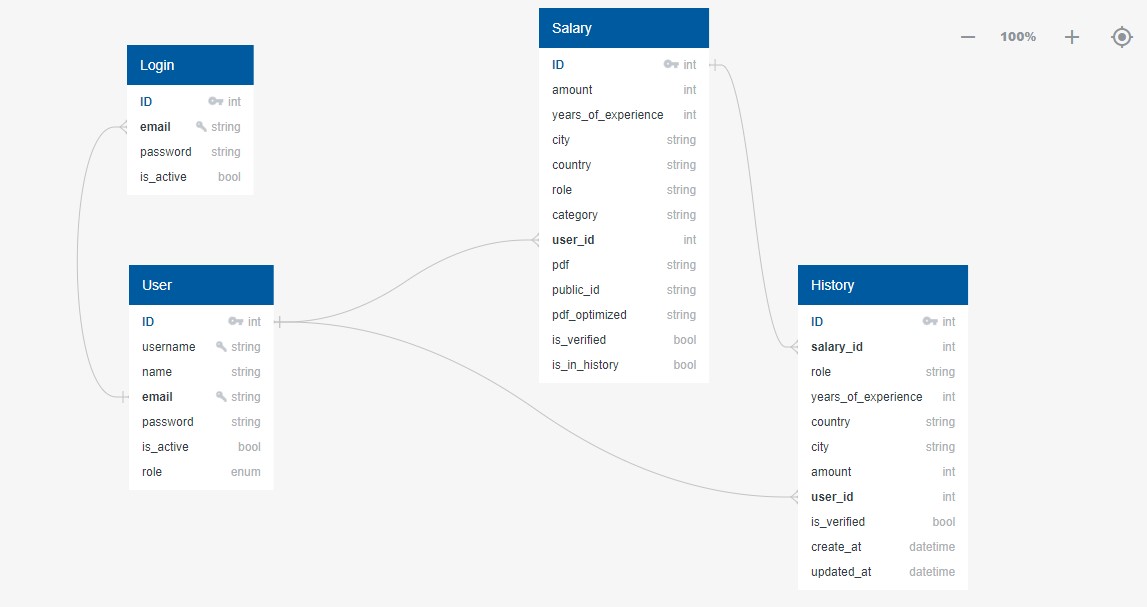 100%
Login
ID int
email string
password string
is_active bool
User
ID int
username string
name string
email string
password string
is_active bool
role enum
Salary
ID int
amount int
years_of_experience int
city string
country string
role string
category string
user_id int
pdf string
public_id string
pdf_optimized string
is_verified bool
is_in_history bool
History
ID int
salary_id int
role string
years_of_experience int
country string
city string
amount int
user_id int
is_verified bool
create_at datetime
updated_at datetime